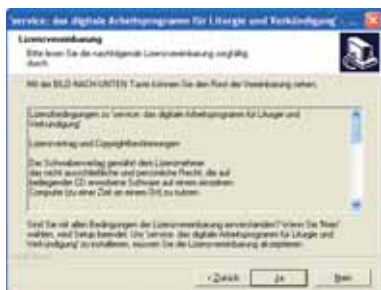 'service: das digitale Arbeitsprogramm für Liturgie und Verkündigung' - ...
Lizenzvereinbarung
Bitte lesen Sie die nachfolgende Lizenzvereinbarung sorgfältig
durch.
Mit der BILD-NACH-UNTEN-Taste können Sie den Rest der Vereinbarung sehen.
Lizenzbedingungen zu 'service: das digitale Arbeitsprogramm für Liturgie und
Verkündigung'
Lizenzvertrag und Copyrightbestimmungen
Der Schwabenverlag gewährt dem Lizenznehmer
das nicht ausschließliche und persönliche Recht, die auf
beiliegender CD erworbene Software auf einem einzelnen
Computer (zu einer Zeit an einem Ort) zu nutzen.
Sind Sie mit allen Bedingungen der Lizenzvereinbarung einverstanden? Wenn Sie 'Nein'
wählen, wird Setup beendet. Um 'service: das digitale Arbeitsprogramm für Liturgie und
Verkündigung' zu installieren, müssen Sie die Lizenzvereinbarung akzeptieren.
< Zurück Ja Nein